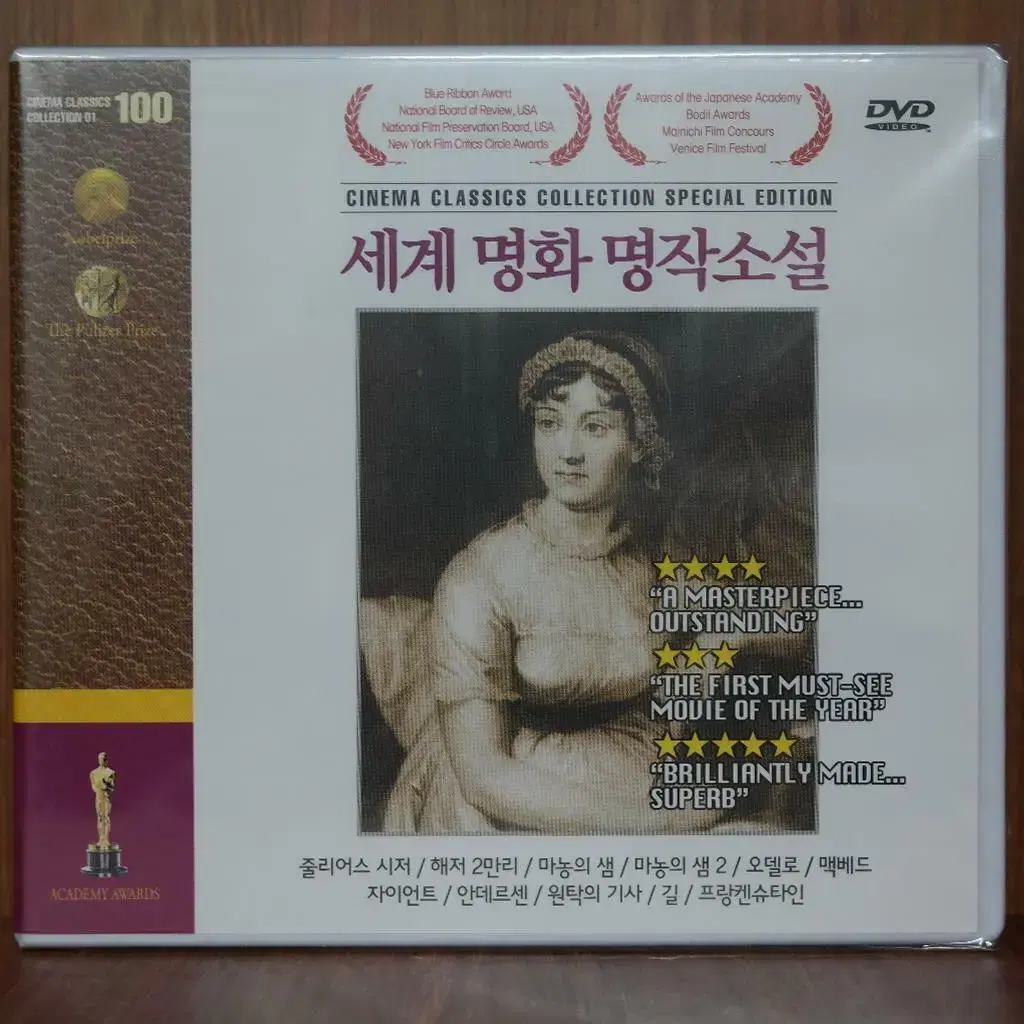 CINEMA CLASSICS 100
COLLECTION 01
Nobelprize
The Pulizer Prize
ACADEMY AWARDS
Blue Ribbon Award
National Board of Review, USA
National Film Preservation Board, USA
New York Film Critics Circle Awards
Awards of the Japanese Academy
Bodil Awards
Mainichi Film Concours
Venice Film Festival
DVD
VIDEO
CINEMA CLASSICS COLLECTION SPECIAL EDITION
세계 명화 명작소설
“A MASTERPIECE...
OUTSTANDING”
“THE FIRST MUST-SEE
MOVIE OF THE YEAR”
“BRILLIANTLY MADE...
SUPERB”
줄리어스 시저 / 해저 2만리 / 마농의 샘 / 마농의 샘 2 / 오델로 / 맥베드
자이언트 / 안데르센 / 원탁의 기사 / 길 / 프랑켄슈타인